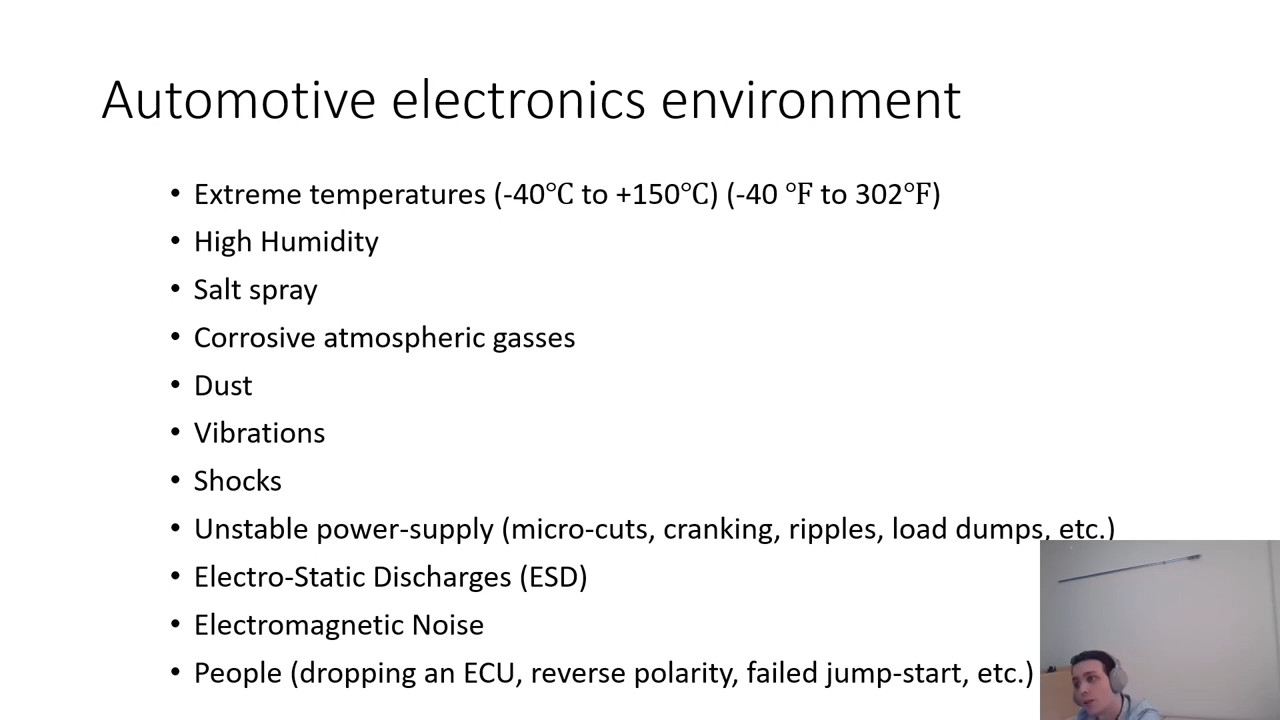 Automotive electronics environment
• Extreme temperatures (-40℃ to +150℃) (-40 ℉ to 302℉)
• High Humidity
• Salt spray
• Corrosive atmospheric gasses
• Dust
• Vibrations
• Shocks
• Unstable power-supply (micro-cuts, cranking, ripples, load dumps, etc.)
• Electro-Static Discharges (ESD)
• Electromagnetic Noise
• People (dropping an ECU, reverse polarity, failed jump-start, etc.)